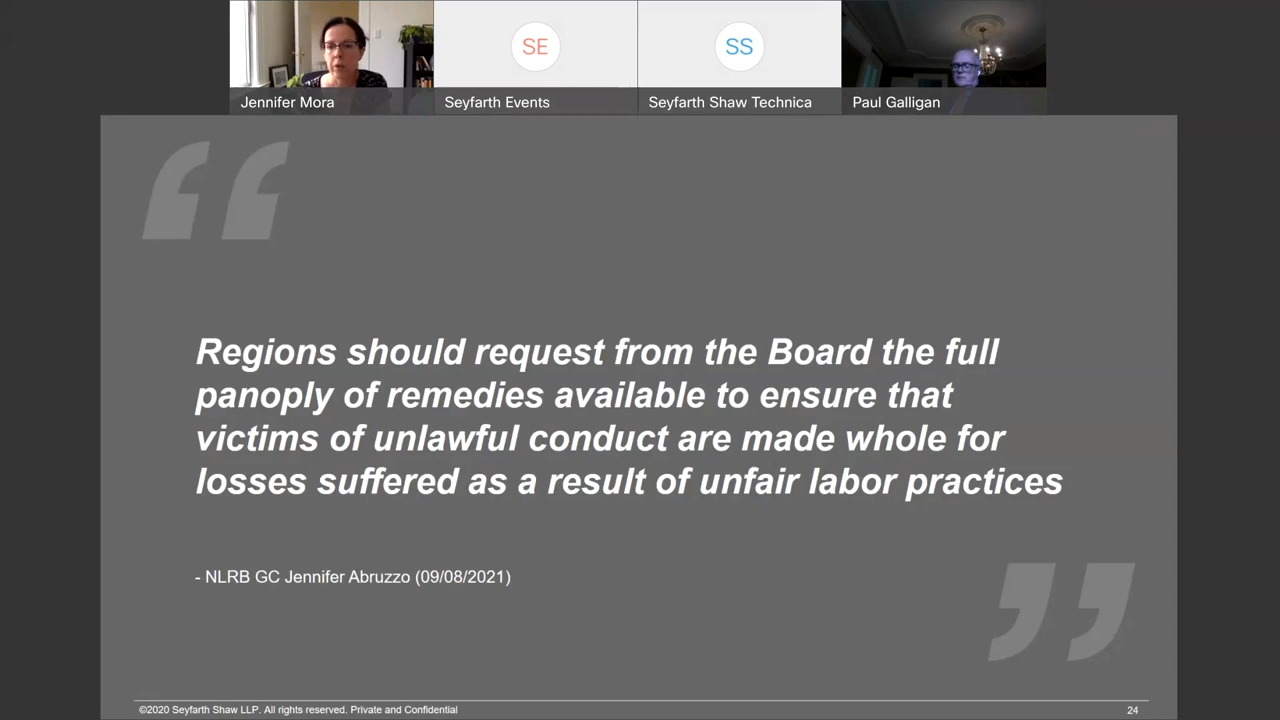 SE
SS
Jennifer Mora
Seyfarth Events
Seyfarth Shaw Technica
Paul Galligan
“
Regions should request from the Board the full
panoply of remedies available to ensure that
victims of unlawful conduct are made whole for
losses suffered as a result of unfair labor practices
- NLRB GC Jennifer Abruzzo (09/08/2021)
”
©2020 Seyfarth Shaw LLP. All rights reserved. Private and Confidential
24